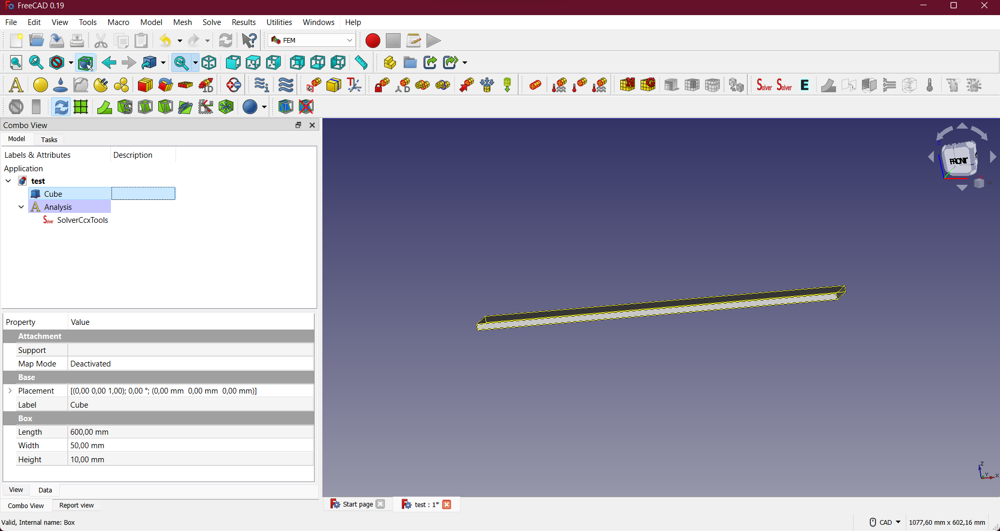 FreeCAD 0.19
File Edit View Tools Macro Model Mesh Solve Results Utilities Windows Help
FEM
A 1D D N G Solver Solver E
S
Combo View
Model Tasks
Labels & Attributes Description
Application
test
Cube
A Analysis
Solver SolverCcxTools
Property Value
Attachment
Support
Map Mode Deactivated
Base
Placement [(0,00 0,00 1,00); 0,00 °; (0,00 mm 0,00 mm 0,00 mm)]
Label Cube
Box
Length 600,00 mm
Width 50,00 mm
Height 10,00 mm
View Data
Combo View Report view
Z
FRONT
Z
Y
X
Start page test : 1*
Valid, Internal name: Box
CAD 1077,60 mm x 602,16 mm